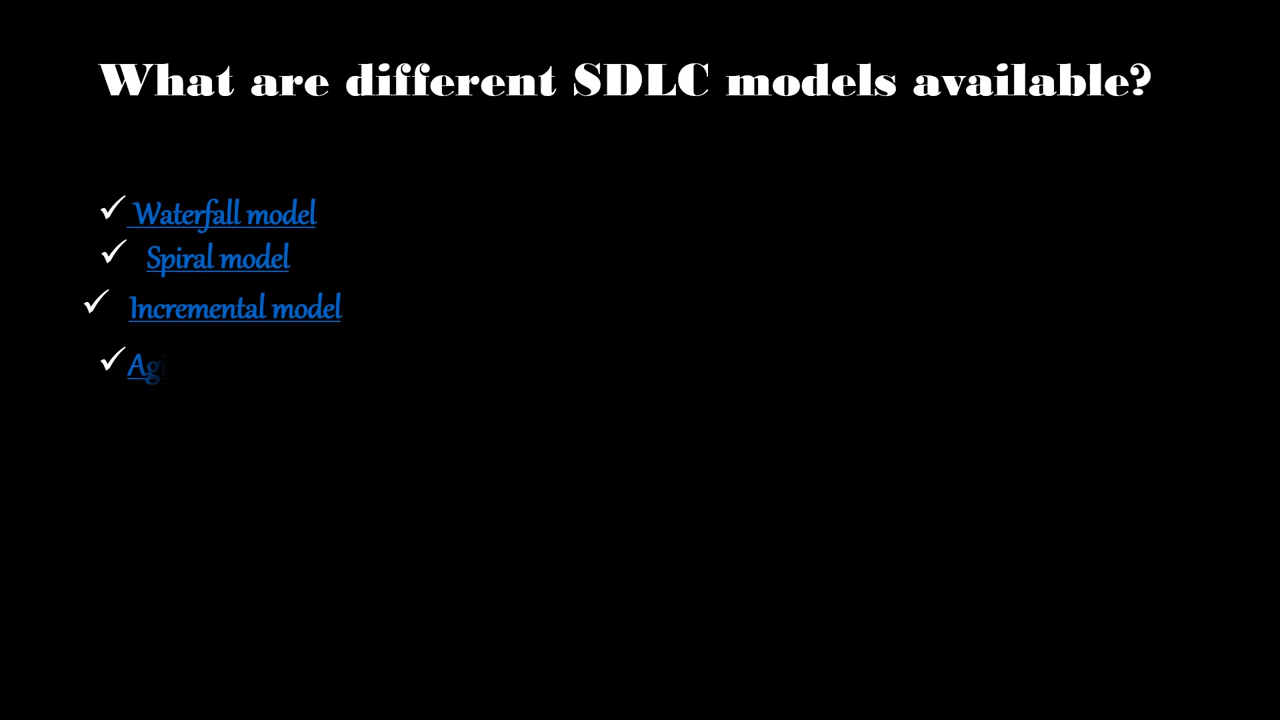 What are different SDLC models available?
✓ Waterfall model
✓ Spiral model
✓ Incremental model
✓